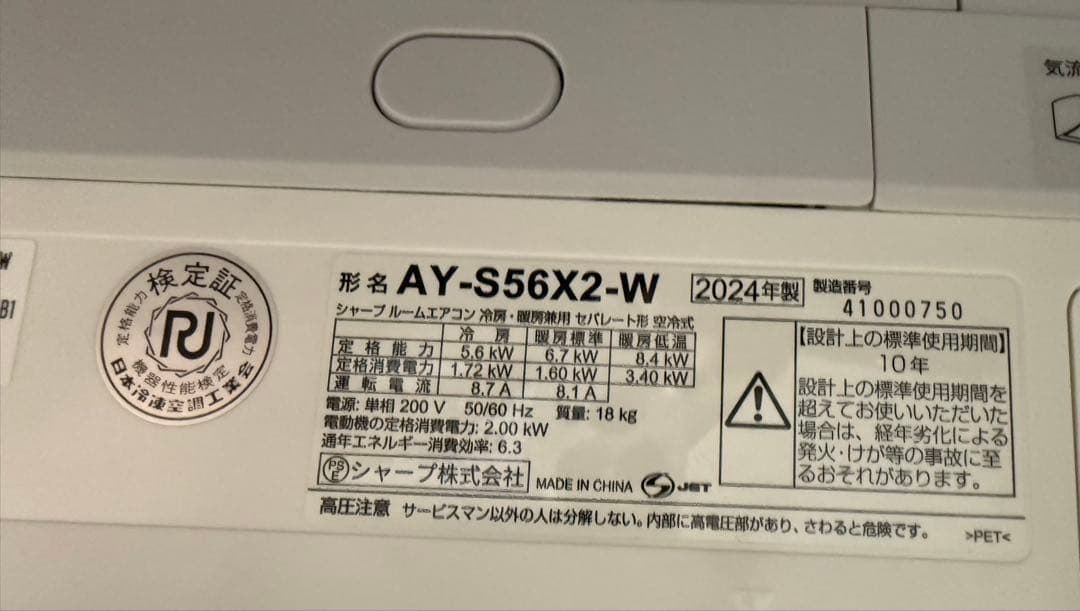 気流
W
B1
検定証
定格能力
定格消費電力
機器性能検定
日本冷凍空調工業会
形名 AY-S56X2-W 2024年製 製造番号 41000750
シャープ ルームエアコン 冷房・暖房兼用 セパレート形 空冷式
冷房 暖房標準 暖房低温
定格能力 5.6 kW 6.7 kW 8.4 kW
定格消費電力 1.72 kW 1.60 kW 3.40 kW
運転電流 8.7 A 8.1 A
電源: 単相 200 V 50/60 Hz 質量: 18 kg
電動機の定格消費電力: 2.00 kW
通年エネルギー消費効率: 6.3
PSE シャープ株式会社 MADE IN CHINA S JET
【設計上の標準使用期間】
10年
設計上の標準使用期間を
超えてお使いいただいた
場合は、経年劣化による
発火・けが等の事故に至
るおそれがあります。
高圧注意 サービスマン以外の人は分解しない。内部に高電圧部があり、さわると危険です。
>PET<